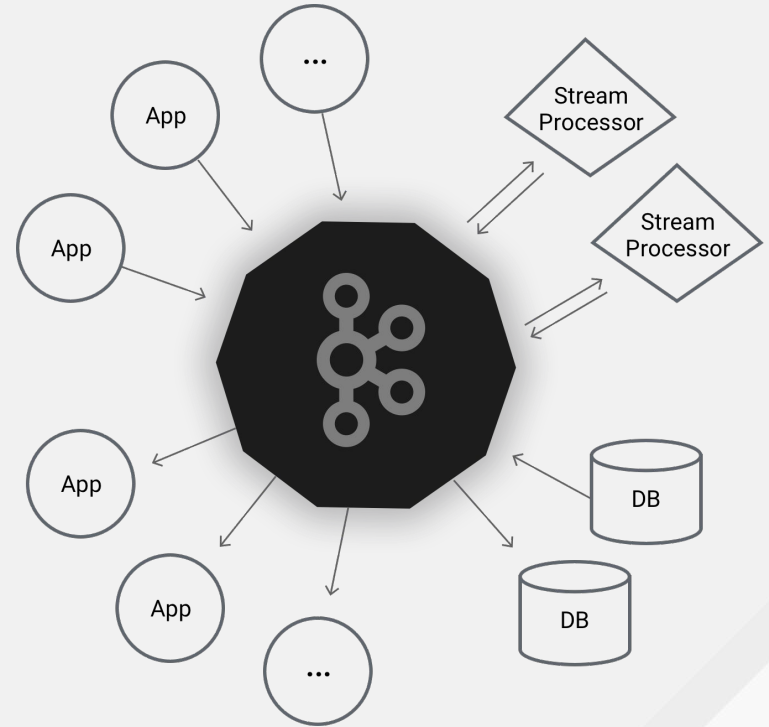 ...
App
App
Stream
Processor
Stream
Processor
App
App
...
DB
DB